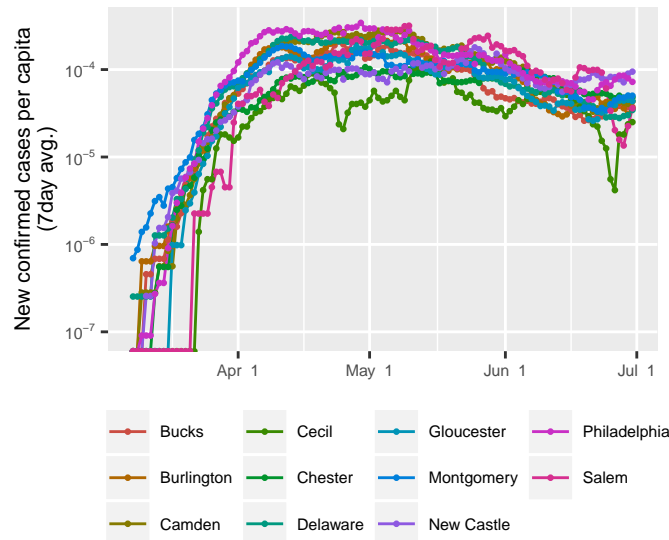 New confirmed cases per capita
(7day avg.)
10⁻⁴
10⁻⁵
10⁻⁶
10⁻⁷
Apr 1 May 1 Jun 1 Jul 1
Bucks Cecil Gloucester Philadelphia
Burlington Chester Montgomery Salem
Camden Delaware New Castle